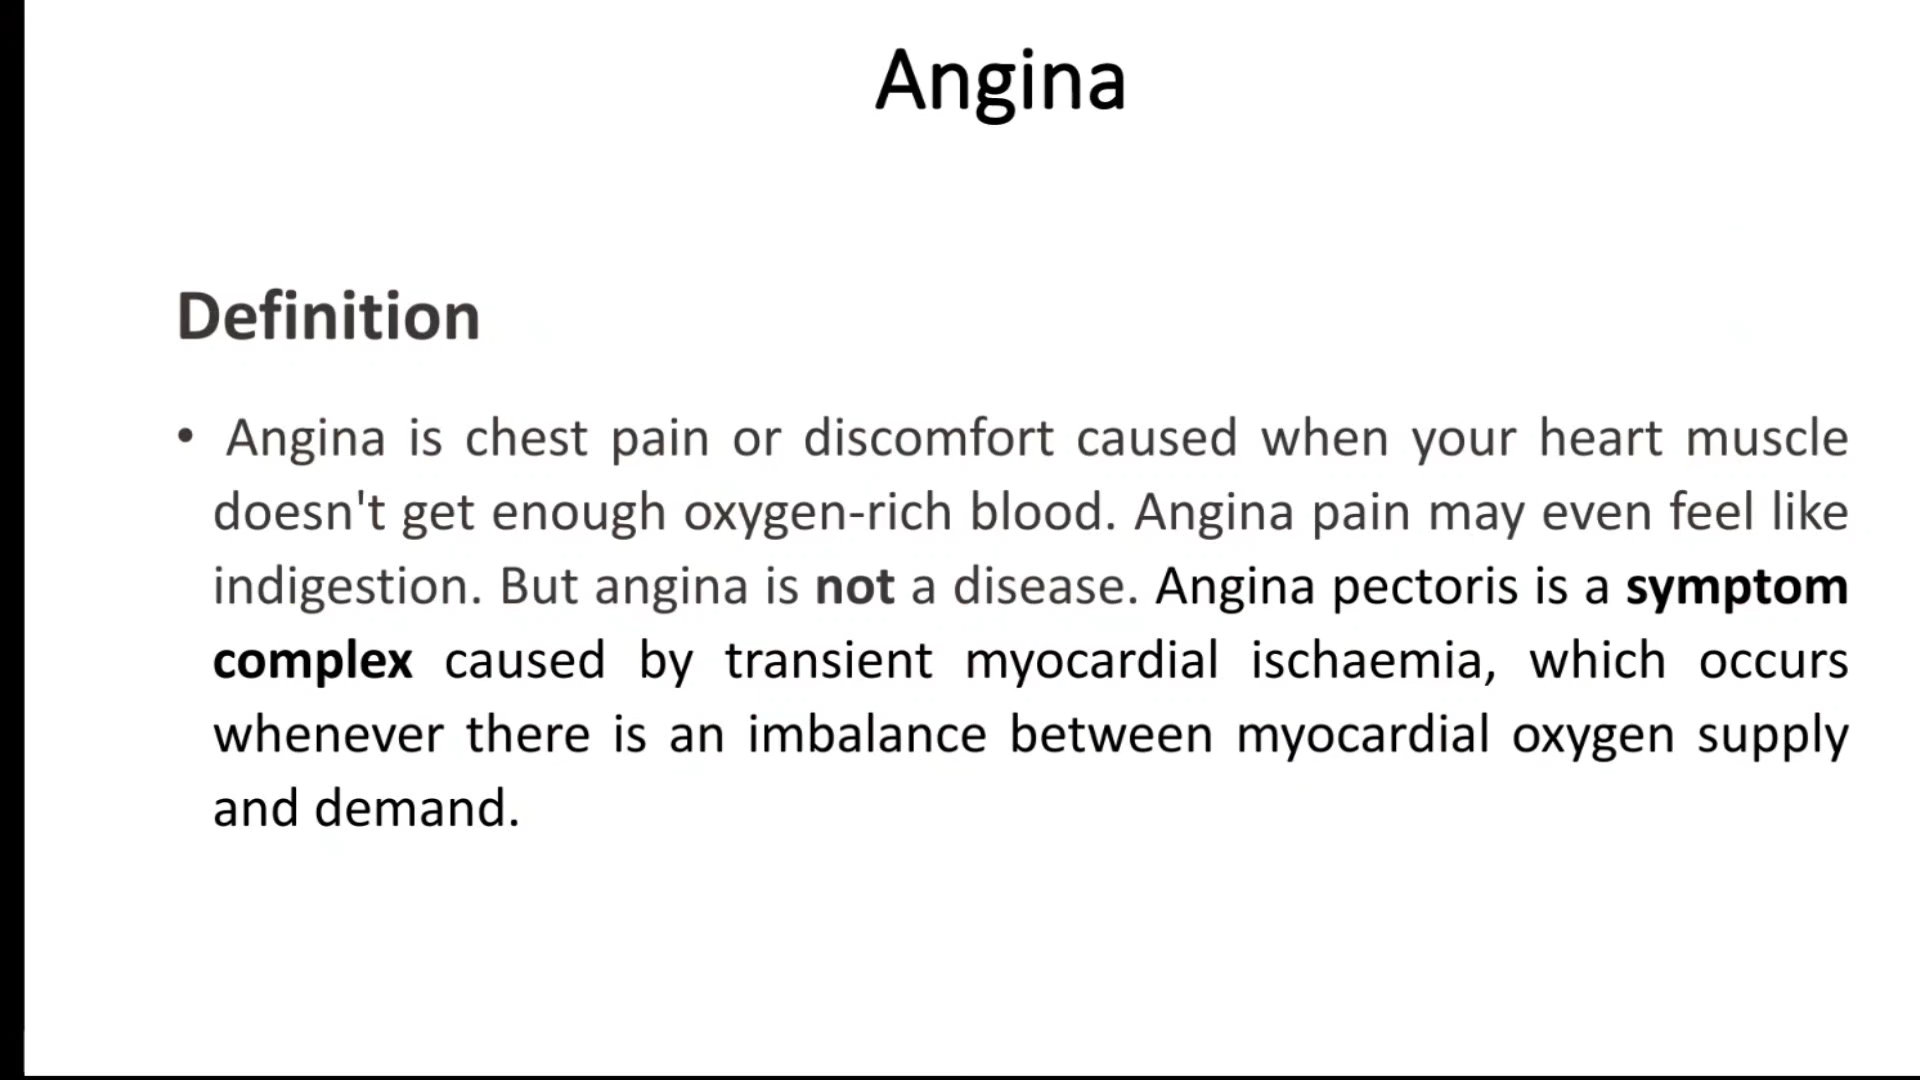 Angina
Definition
• Angina is chest pain or discomfort caused when your heart muscle
doesn't get enough oxygen-rich blood. Angina pain may even feel like
indigestion. But angina is not a disease. Angina pectoris is a symptom
complex caused by transient myocardial ischaemia, which occurs
whenever there is an imbalance between myocardial oxygen supply
and demand.